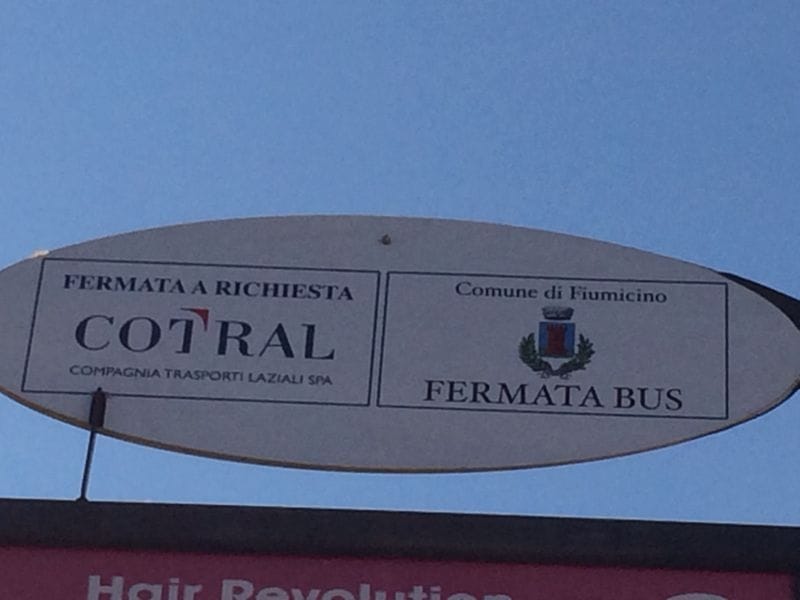 FERMATA A RICHIESTA
COTRAL
COMPAGNIA TRASPORTI LAZIALI SPA
Comune di Fiumicino
FERMATA BUS
Hair Revolution